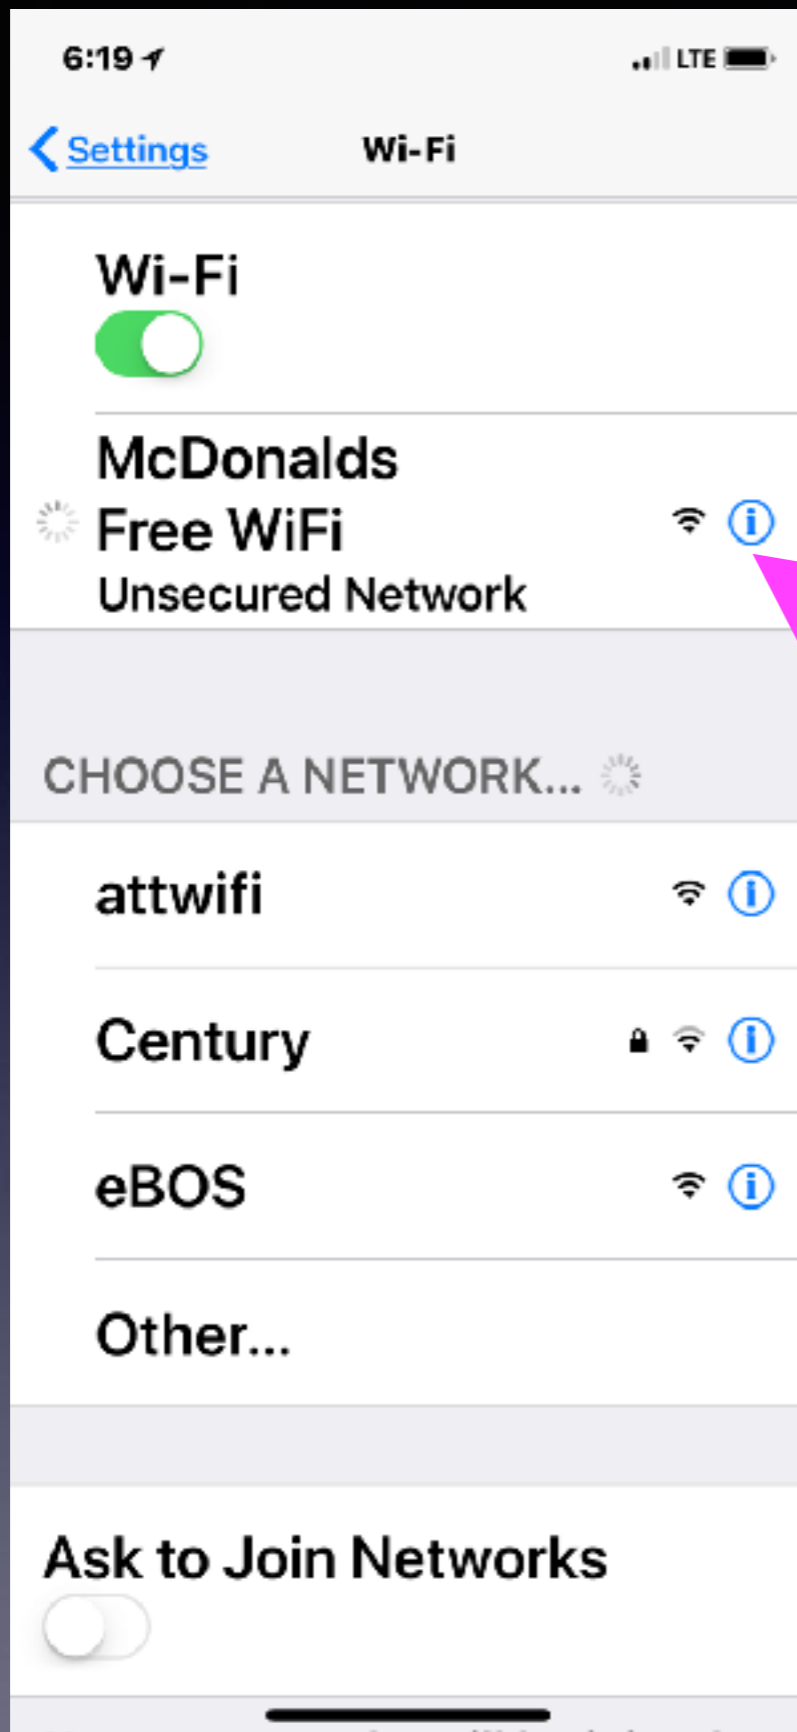 6:19
LTE
Settings
Wi-Fi
Wi-Fi
McDonalds
Free WiFi
Unsecured Network
CHOOSE A NETWORK...
attwifi
Century
eBOS
Other...
Ask to Join Networks